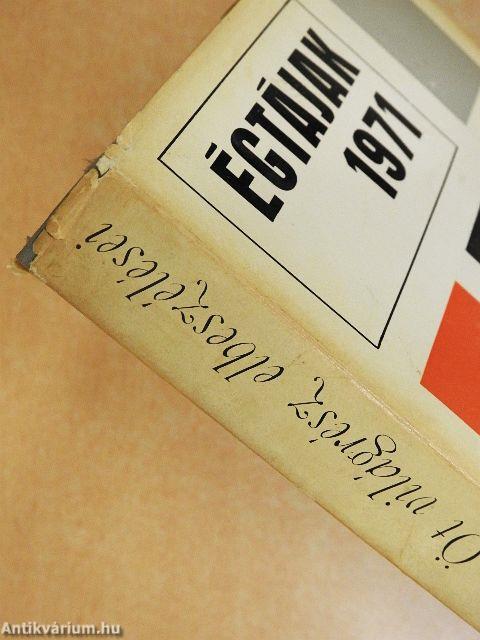 ÉGTÁJAK
1971
Öt világrész elbeszélései
Antikvárium.hu